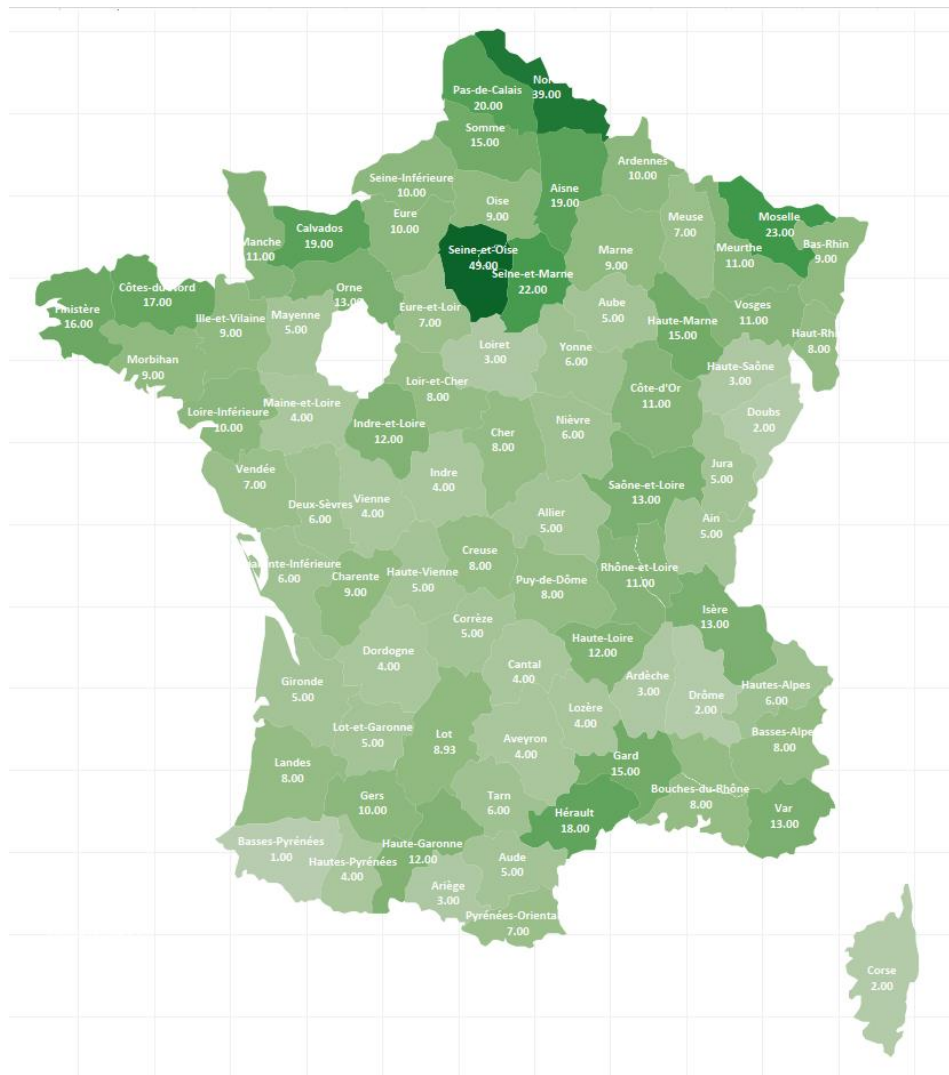 Nord
39.00
Pas-de-Calais
20.00
Somme
15.00
Ardennes
10.00
Seine-Inférieure
10.00
Oise
9.00
Aisne
19.00
Eure
10.00
Meuse
7.00
Moselle
23.00
Calvados
19.00
Manche
11.00
Seine-et-Oise
49.00
Seine-et-Marne
22.00
Marne
9.00
Meurthe
11.00
Bas-Rhin
9.00
Côtes-du-Nord
17.00
Finistère
16.00
Orne
13.00
Ille-et-Vilaine
9.00
Mayenne
5.00
Eure-et-Loir
7.00
Aube
5.00
Haute-Marne
15.00
Vosges
11.00
Haut-Rh
8.00
Loiret
3.00
Yonne
6.00
Morbihan
9.00
Haute-Saône
3.00
Loir-et-Cher
8.00
Côte-d'Or
11.00
Maine-et-Loire
4.00
Loire-Inférieure
10.00
Doubs
2.00
Indre-et-Loire
12.00
Nièvre
6.00
Cher
8.00
Vendée
7.00
Jura
5.00
Indre
4.00
Saône-et-Loire
13.00
Deux-Sèvres
6.00
Vienne
4.00
Allier
5.00
Ain
5.00
Creuse
8.00
arente-Inférieure
6.00
Charente
9.00
Haute-Vienne
5.00
Puy-de-Dôme
8.00
Rhône-et-Loire
11.00
Isère
13.00
Corrèze
5.00
Haute-Loire
12.00
Dordogne
4.00
Cantal
4.00
Ardèche
3.00
Gironde
5.00
Drôme
2.00
Hautes-Alpes
6.00
Lozère
4.00
Lot-et-Garonne
5.00
Lot
8.93
Aveyron
4.00
Basses-Alpe
8.00
Gard
15.00
Landes
8.00
Bouches-du-Rhône
8.00
Gers
10.00
Tarn
6.00
Hérault
18.00
Var
13.00
Basses-Pyrénées
1.00
Haute-Garonne
12.00
Hautes-Pyrénées
4.00
Aude
5.00
Ariège
3.00
Pyrénées-Oriental
7.00
Corse
2.00